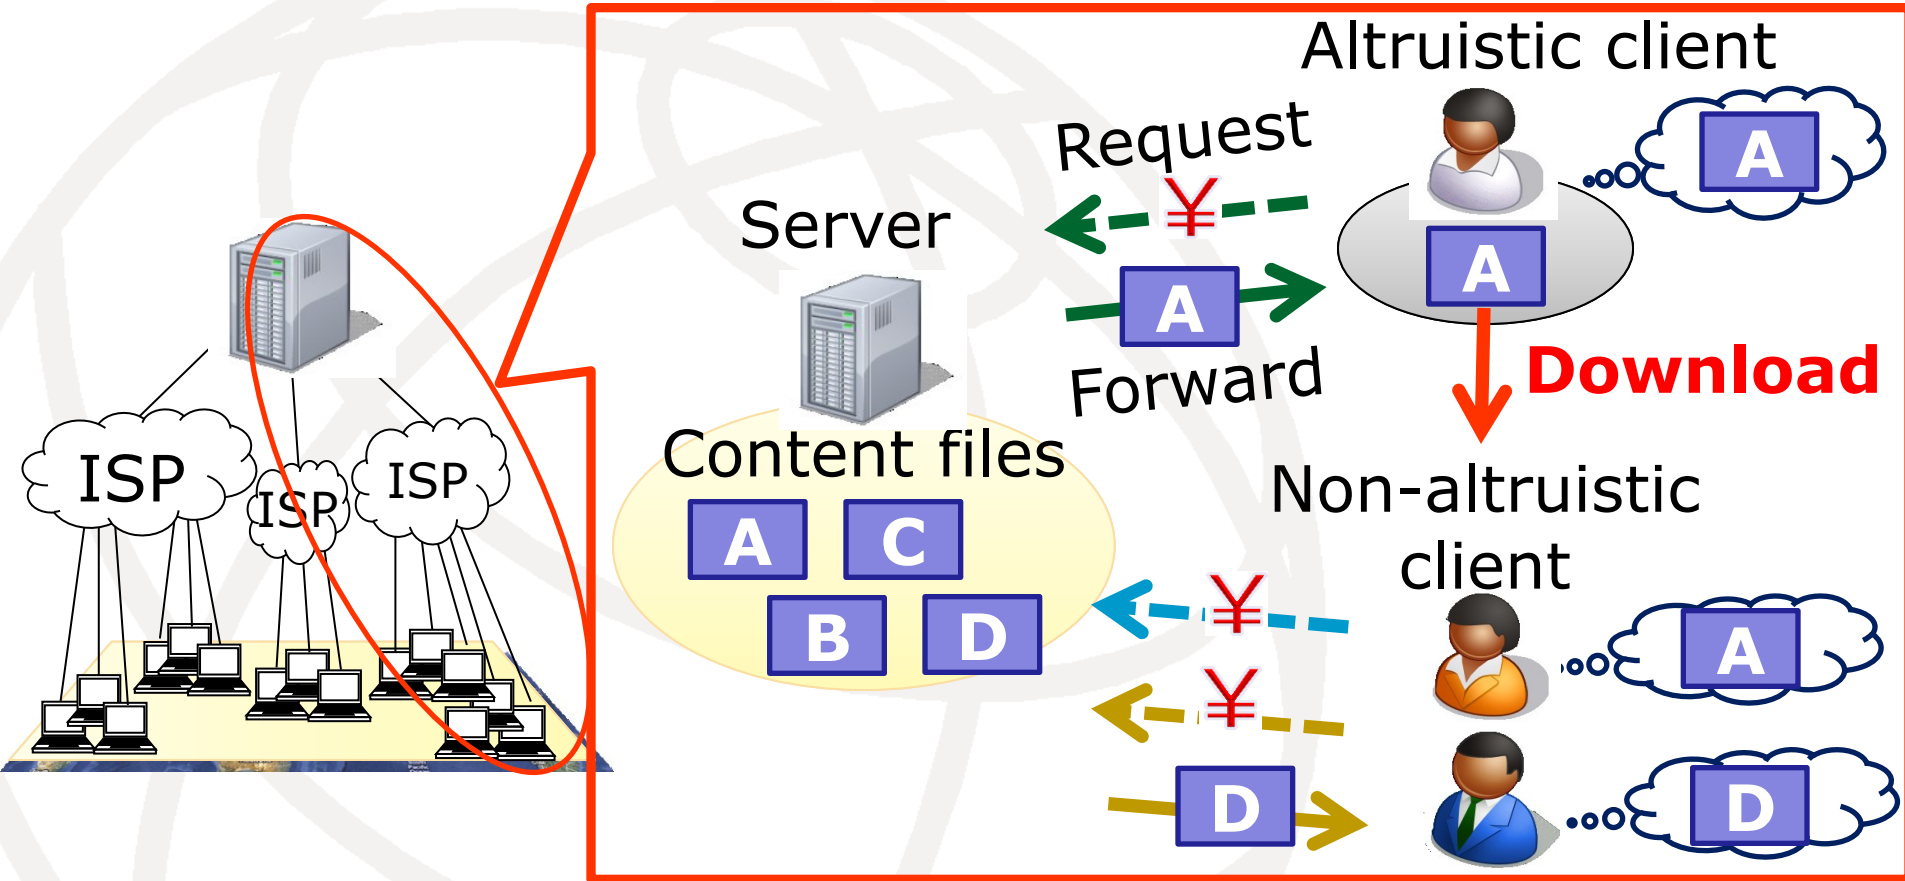 Altruistic client
Request
A
¥
Server
A
A
Forward
Download
Content files
ISP
ISP
ISP
Non-altruistic
client
A
C
B
D
¥
A
¥
D
D